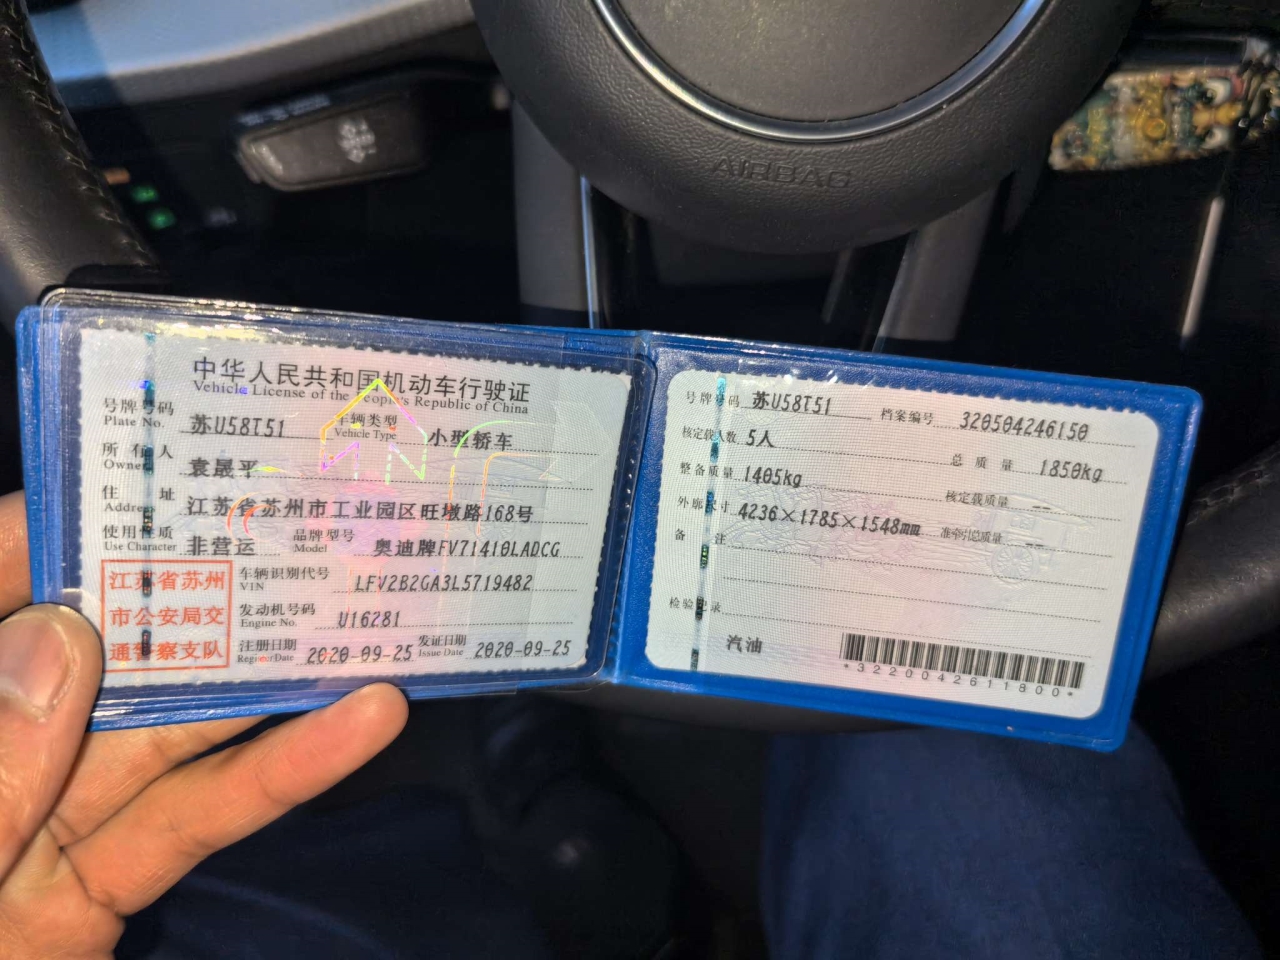 AIRBAG
中华人民共和国机动车行驶证
Vehicle License of the People's Republic of China
号牌号码 苏U58T51 车辆类型 小型轿车
Plate No. Vehicle Type
所有人 袁晟平
Owner
住址 江苏省苏州市工业园区旺墩路168号
Address
使用性质 非营运 品牌型号 奥迪牌FV71410LADCG
Use Character Model
江苏省苏州
市公安局交
通警察支队
车辆识别代号 LFV2B2GA3L5719482
VIN
发动机号码 U16281
Engine No.
注册日期 2020-09-25 发证日期 2020-09-25
Register Date Issue Date
号牌号码 苏U58T51 档案编号 320504246150
核定载人数 5人 总质量 1850kg
整备质量 1405kg 核定载质量 --
外廓尺寸 4236×1785×1548mm 准牵引总质量 --
备注
检验记录
汽油
*3220042611800*